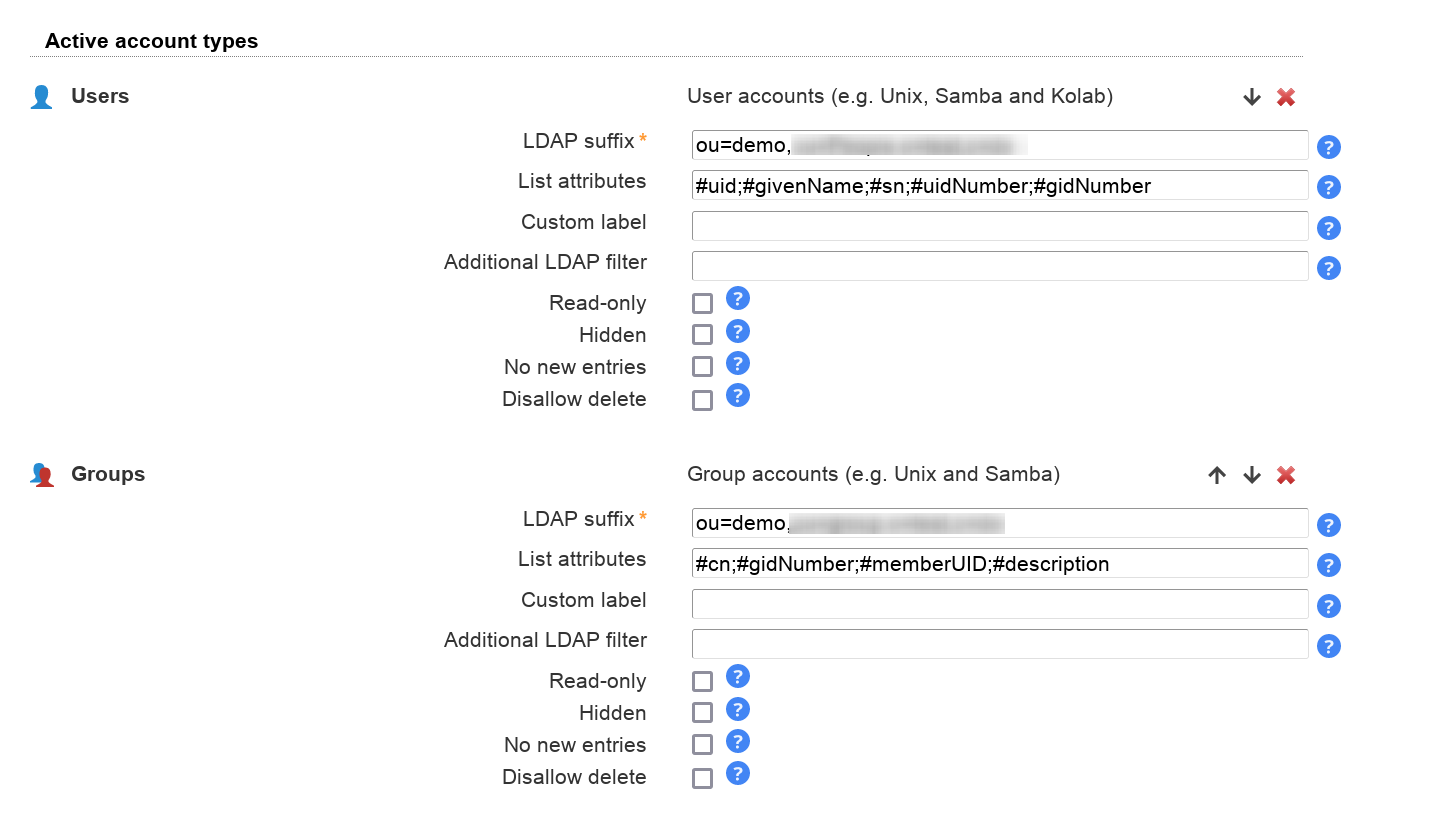 Active account types
Users User accounts (e.g. Unix, Samba and Kolab)
LDAP suffix * ou=demo, ?
List attributes #uid;#givenName;#sn;#uidNumber;#gidNumber ?
Custom label ?
Additional LDAP filter ?
Read-only ?
Hidden ?
No new entries ?
Disallow delete ?
Groups Group accounts (e.g. Unix and Samba)
LDAP suffix * ou=demo, ?
List attributes #cn;#gidNumber;#memberUID;#description ?
Custom label ?
Additional LDAP filter ?
Read-only ?
Hidden ?
No new entries ?
Disallow delete ?